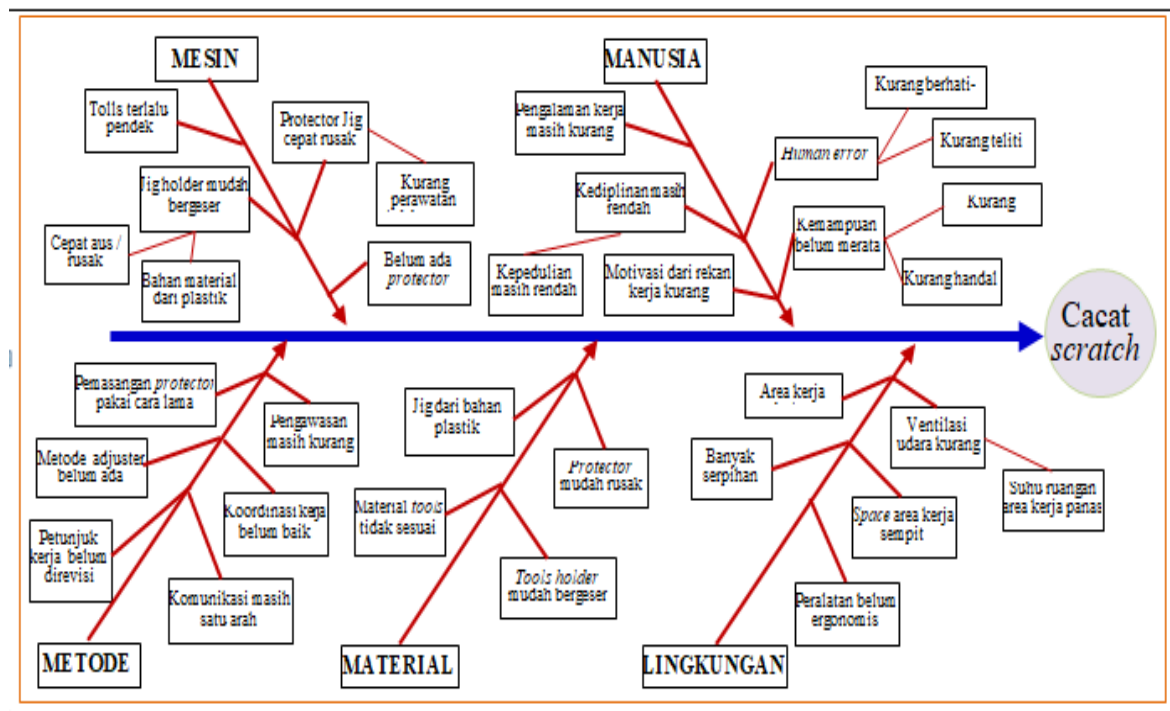 MESIN
Tolls terlalu
pendek
Protector Jig
cepat rusak
Jig holder mudah
bergeser
Kurang
perawatan
Cepat aus /
rusak
Bahan material
dari plastik
Belum ada
protector
MANUSIA
Pengalaman kerja
masih kurang
Human error
Kurang berhati-
Kurang teliti
Kediplinan masih
rendah
Kepedulian
masih rendah
Motivasi dari rekan
kerja kurang
Kemampuan
belum merata
Kurang
Kurang handal
Cacat
scratch
Pemasangan protector
pakai cara lama
Pengawasan
masih kurang
Metode adjuster
belum ada
Koordinasi kerja
belum baik
Petunjuk
kerja belum
direvisi
Komunikasi masih
satu arah
METODE
Jig dari bahan
plastik
Protector
mudah rusak
Material tools
tidak sesuai
Tools holder
mudah bergeser
MATERIAL
Area kerja
Ventilasi
udara kurang
Banyak
serpihan
Suhu ruangan
area kerja panas
Space area kerja
sempit
Peralatan belum
ergonomis
LINGKUNGAN